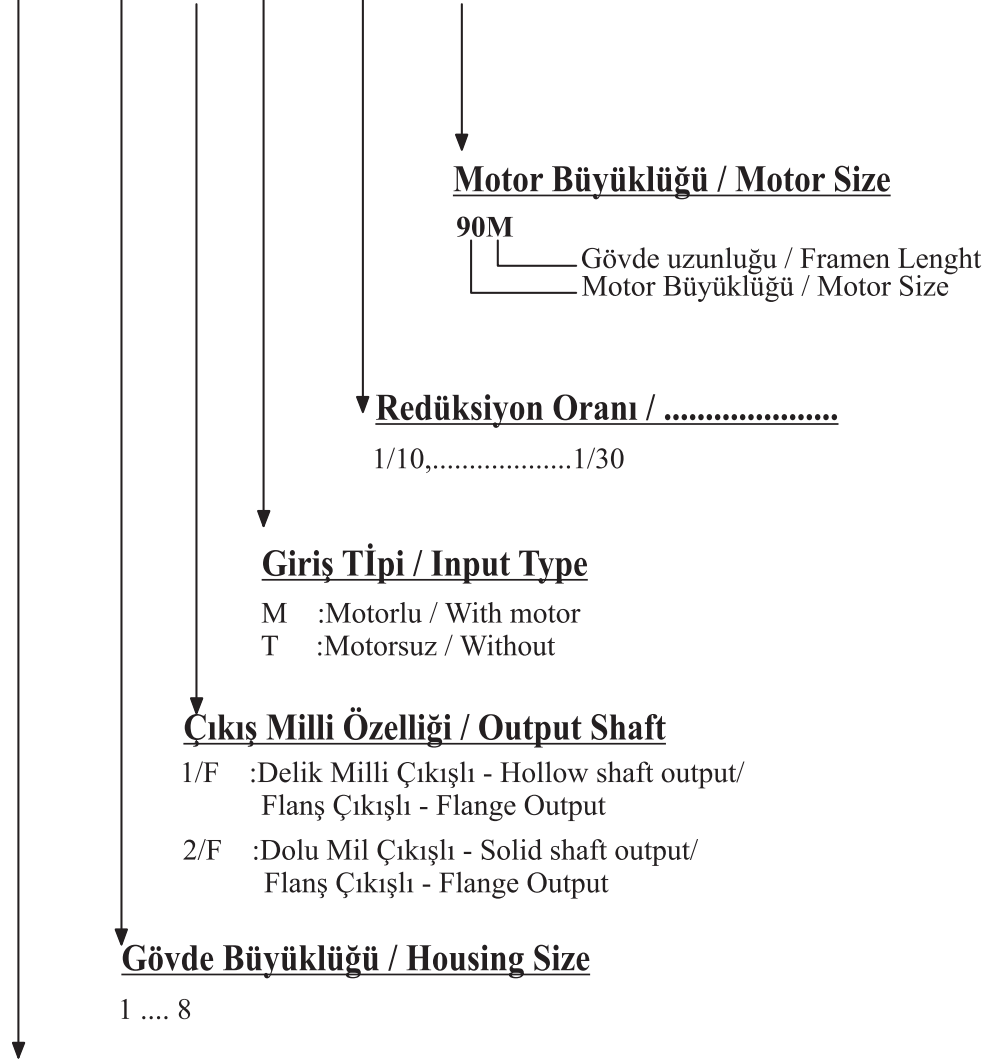 Motor Büyüklüğü / Motor Size
90M
Gövde uzunluğu / Framen Lenght
Motor Büyüklüğü / Motor Size
Redüksiyon Oranı / .....................
1/10,...................1/30
Giriş Tİpi / Input Type
M :Motorlu / With motor
T :Motorsuz / Without
Çıkış Milli Özelliği / Output Shaft
1/F :Delik Milli Çıkışlı - Hollow shaft output/
Flanş Çıkışlı - Flange Output
2/F :Dolu Mil Çıkışlı - Solid shaft output/
Flanş Çıkışlı - Flange Output
Gövde Büyüklüğü / Housing Size
1 .... 8